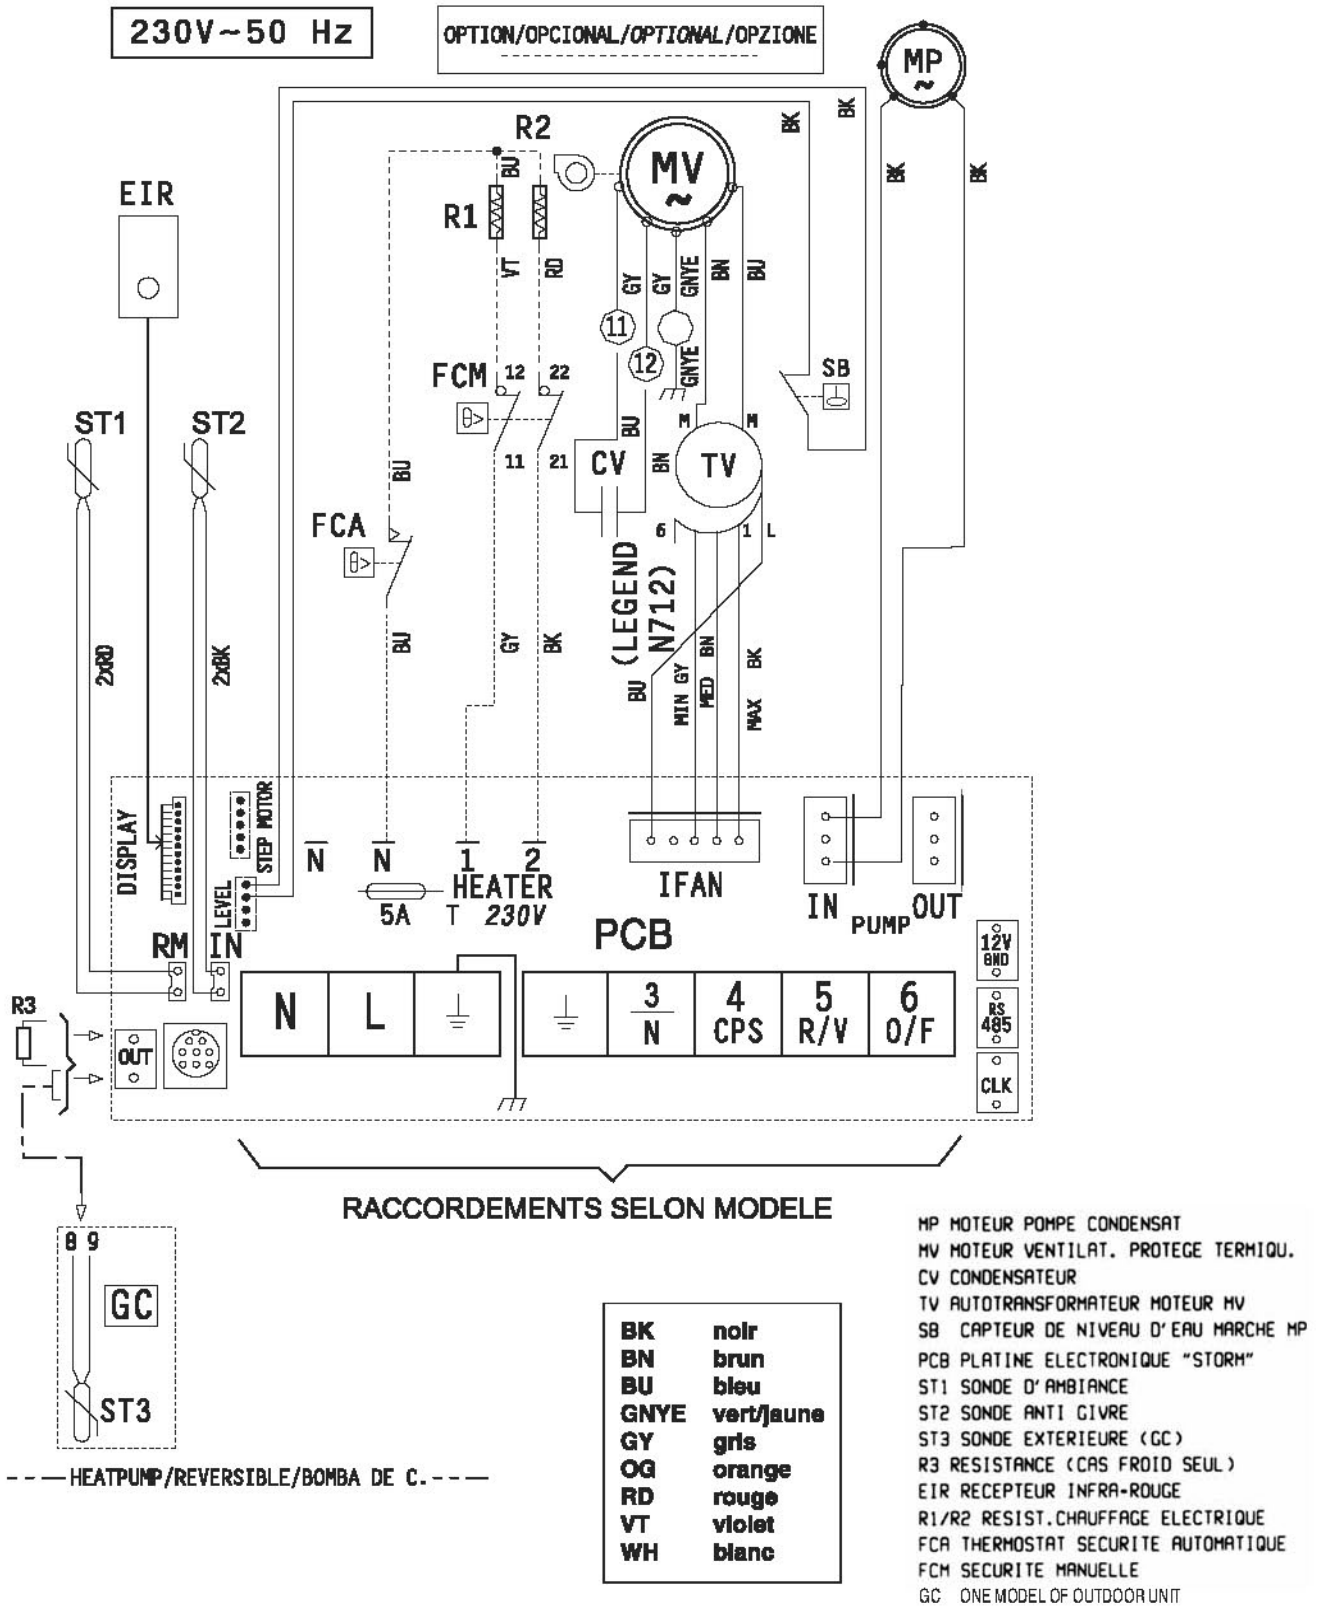 230V~50 Hz
OPTION/OPCIONAL/OPTIONAL/OPZIONE
MP
~
BK
BK
BK
BK
R2
BU
MV
~
EIR
R1
VT
RD
GY
GY
GNYE
BN
BU
11
12
GNYE
FCM
12
22
SB
ST1
ST2
M
M
BU
11
21
CV
BN
TV
BU
FCA
6
1
L
(LEGEND
N712)
BU
GY
BK
2xRD
2xBK
BU
MIN GY
MED BN
MAX BK
DISPLAY
STEP MOTOR
N
N
1
2
HEATER
5A
T
230V
IFAN
IN
PUMP
OUT
LEVEL
RM
IN
PCB
12V
GND
N
L
3
N
4
CPS
5
R/V
6
O/F
RS
485
CLK
R3
OUT
RACCORDEMENTS SELON MODELE
8 9
GC
ST3
HEATPUMP/REVERSIBLE/BOMBA DE C.
BK noir
BN brun
BU bleu
GNYE vert/jaune
GY gris
OG orange
RD rouge
VT violet
WH blanc
MP MOTEUR POMPE CONDENSAT
MV MOTEUR VENTILAT. PROTEGE TERMIQU.
CV CONDENSATEUR
TV AUTOTRANSFORMATEUR MOTEUR MV
SB CAPTEUR DE NIVEAU D'EAU MARCHE MP
PCB PLATINE ELECTRONIQUE "STORM"
ST1 SONDE D'AMBIANCE
ST2 SONDE ANTI GIVRE
ST3 SONDE EXTERIEURE (GC)
R3 RESISTANCE (CAS FROID SEUL)
EIR RECEPTEUR INFRA-ROUGE
R1/R2 RESIST.CHAUFFAGE ELECTRIQUE
FCA THERMOSTAT SECURITE AUTOMATIQUE
FCM SECURITE MANUELLE
GC ONE MODEL OF OUTDOOR UNIT